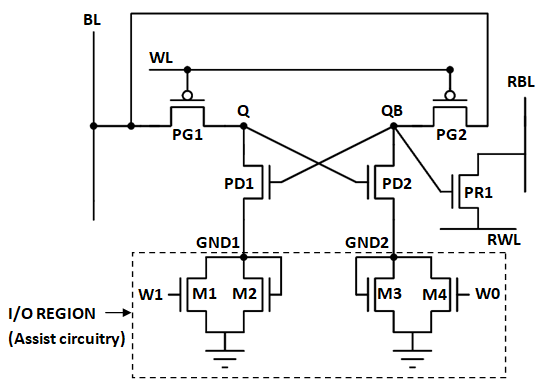 BL
WL
RBL
Q
QB
PG1
PG2
PD1
PD2
PR1
GND1
GND2
RWL
W1
M1
M2
M3
M4
W0
I/O REGION
(Assist circuitry)